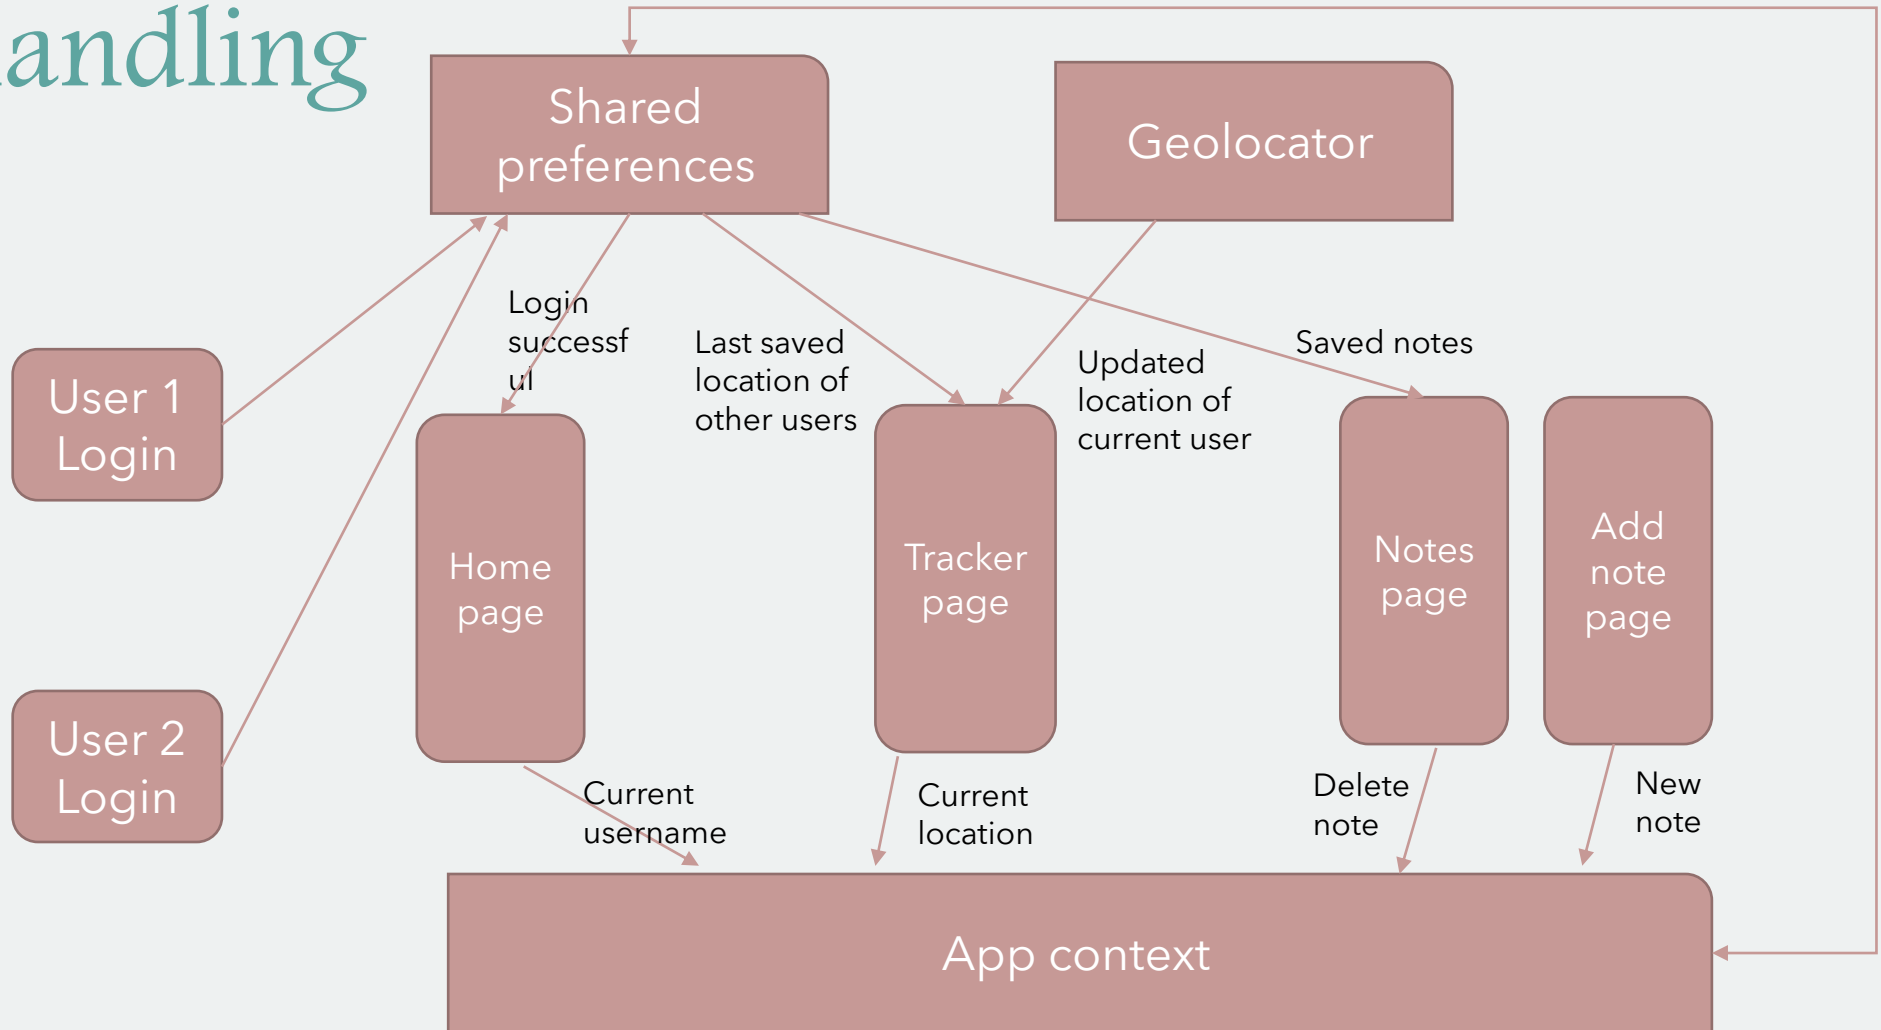 andling
Shared
preferences
Geolocator
Login
successf
ul
Last saved
location of
other users
Updated
location of
current user
Saved notes
User 1
Login
User 2
Login
Home
page
Tracker
page
Notes
page
Add
note
page
Current
username
Current
location
Delete
note
New
note
App context